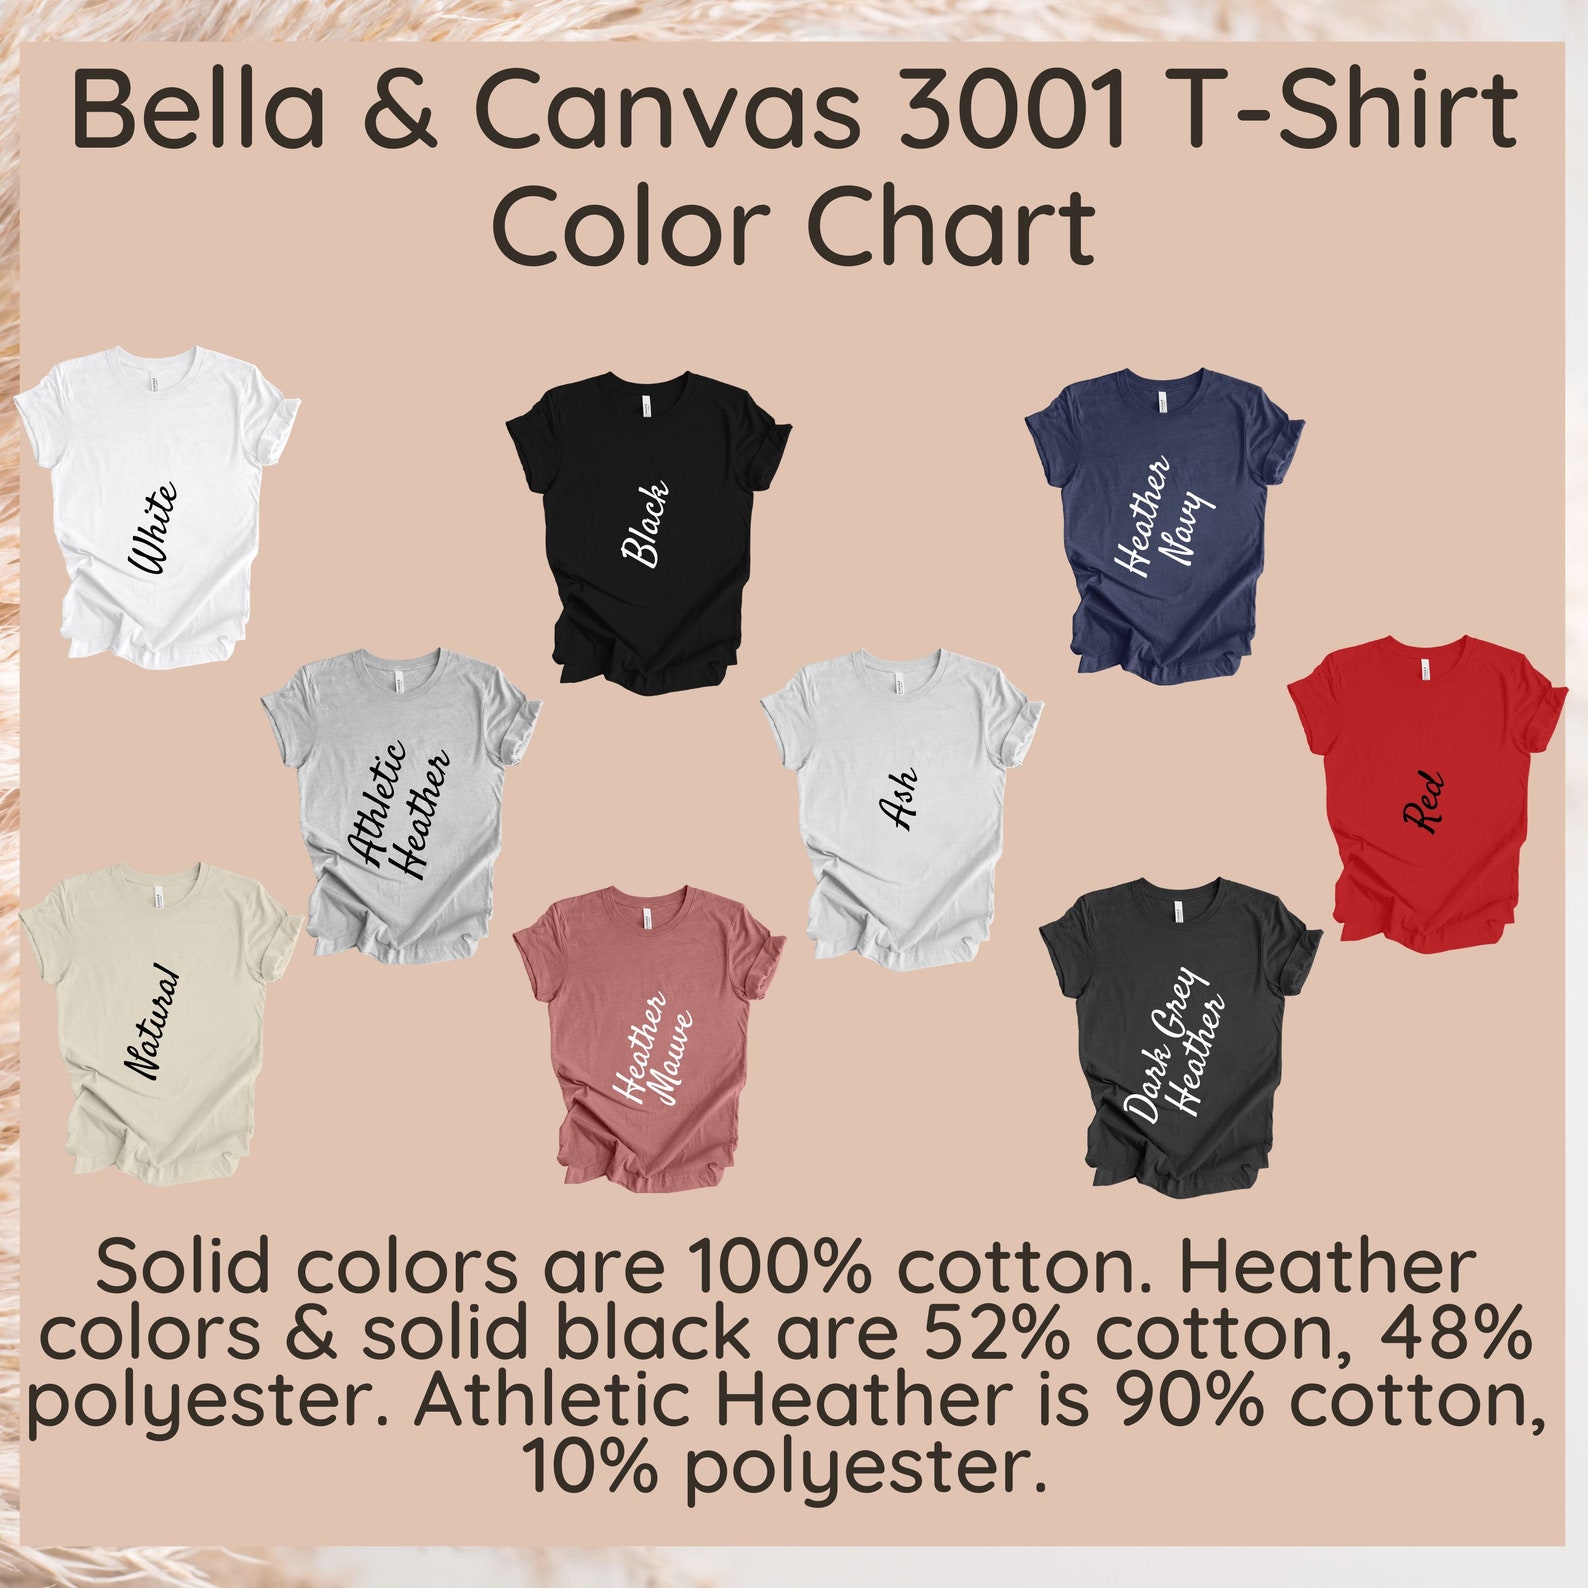 Bella & Canvas 3001 T-Shirt
Color Chart
White
Black
Heather
Navy
Athletic
Heather
Ash
Red
Natural
Heather
Mauve
Dark Grey
Heather
Solid colors are 100% cotton. Heather
colors & solid black are 52% cotton, 48%
polyester. Athletic Heather is 90% cotton,
10% polyester.